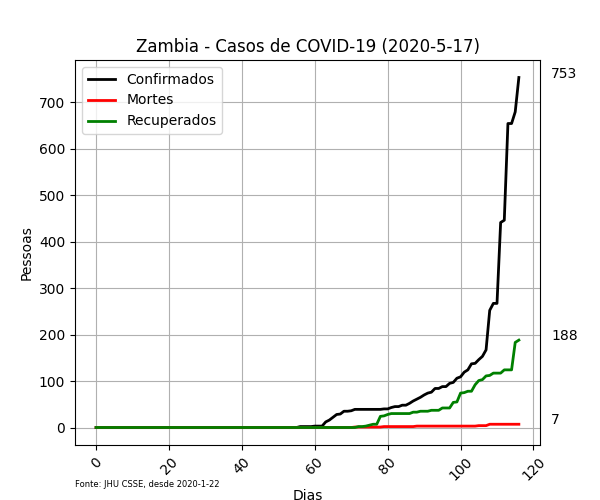 Zambia - Casos de COVID-19 (2020-5-17)
Confirmados
Mortes
Recuperados
753
188
7
700
600
500
400
300
200
100
0
Pessoas
0 20 40 60 80 100 120
Fonte: JHU CSSE, desde 2020-1-22
Dias